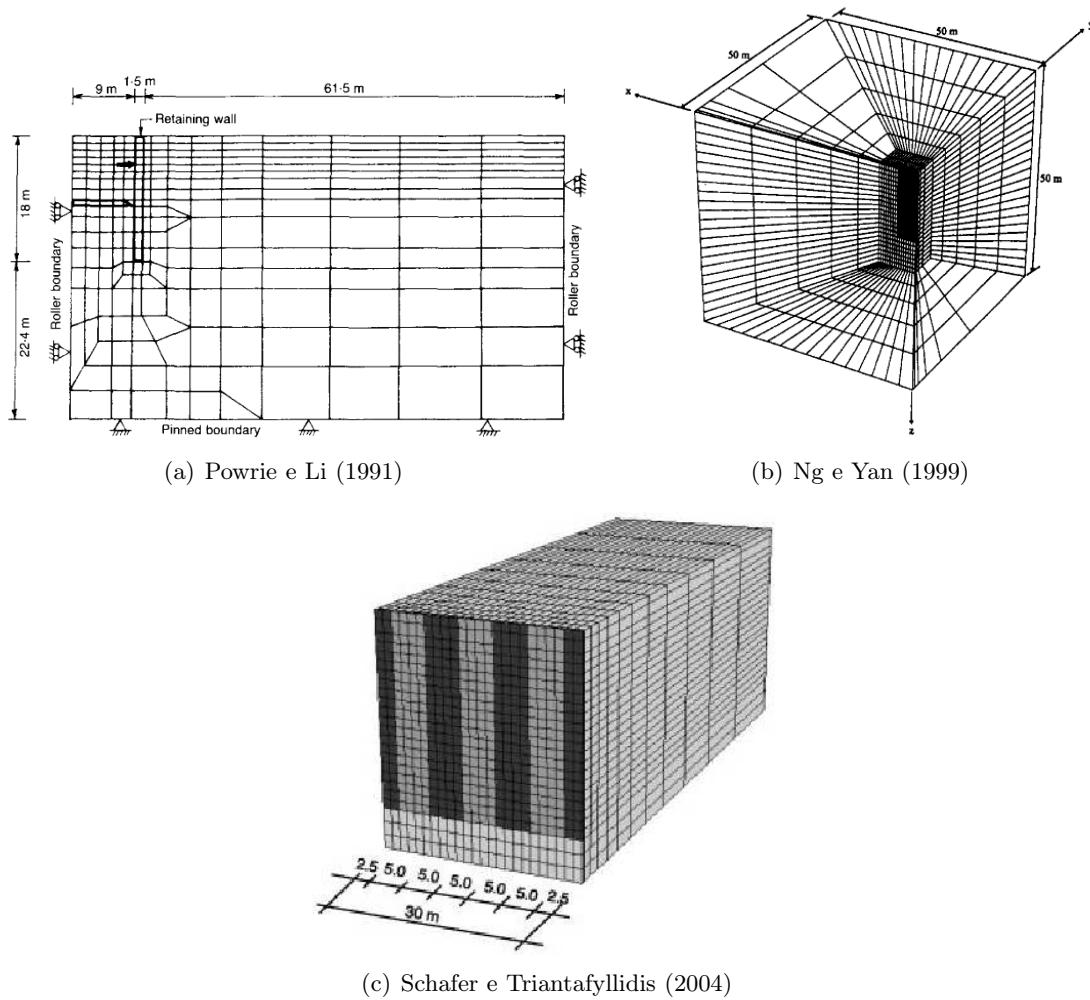 1·5 m
9 m
61·5 m
Retaining wall
18 m
22·4 m
Roller boundary
Roller boundary
Pinned boundary
(a) Powrie e Li (1991)
50 m
50 m
50 m
x
z
(b) Ng e Yan (1999)
2.5 5.0 5.0 5.0 5.0 5.0 2.5
30 m
(c) Schafer e Triantafyllidis (2004)